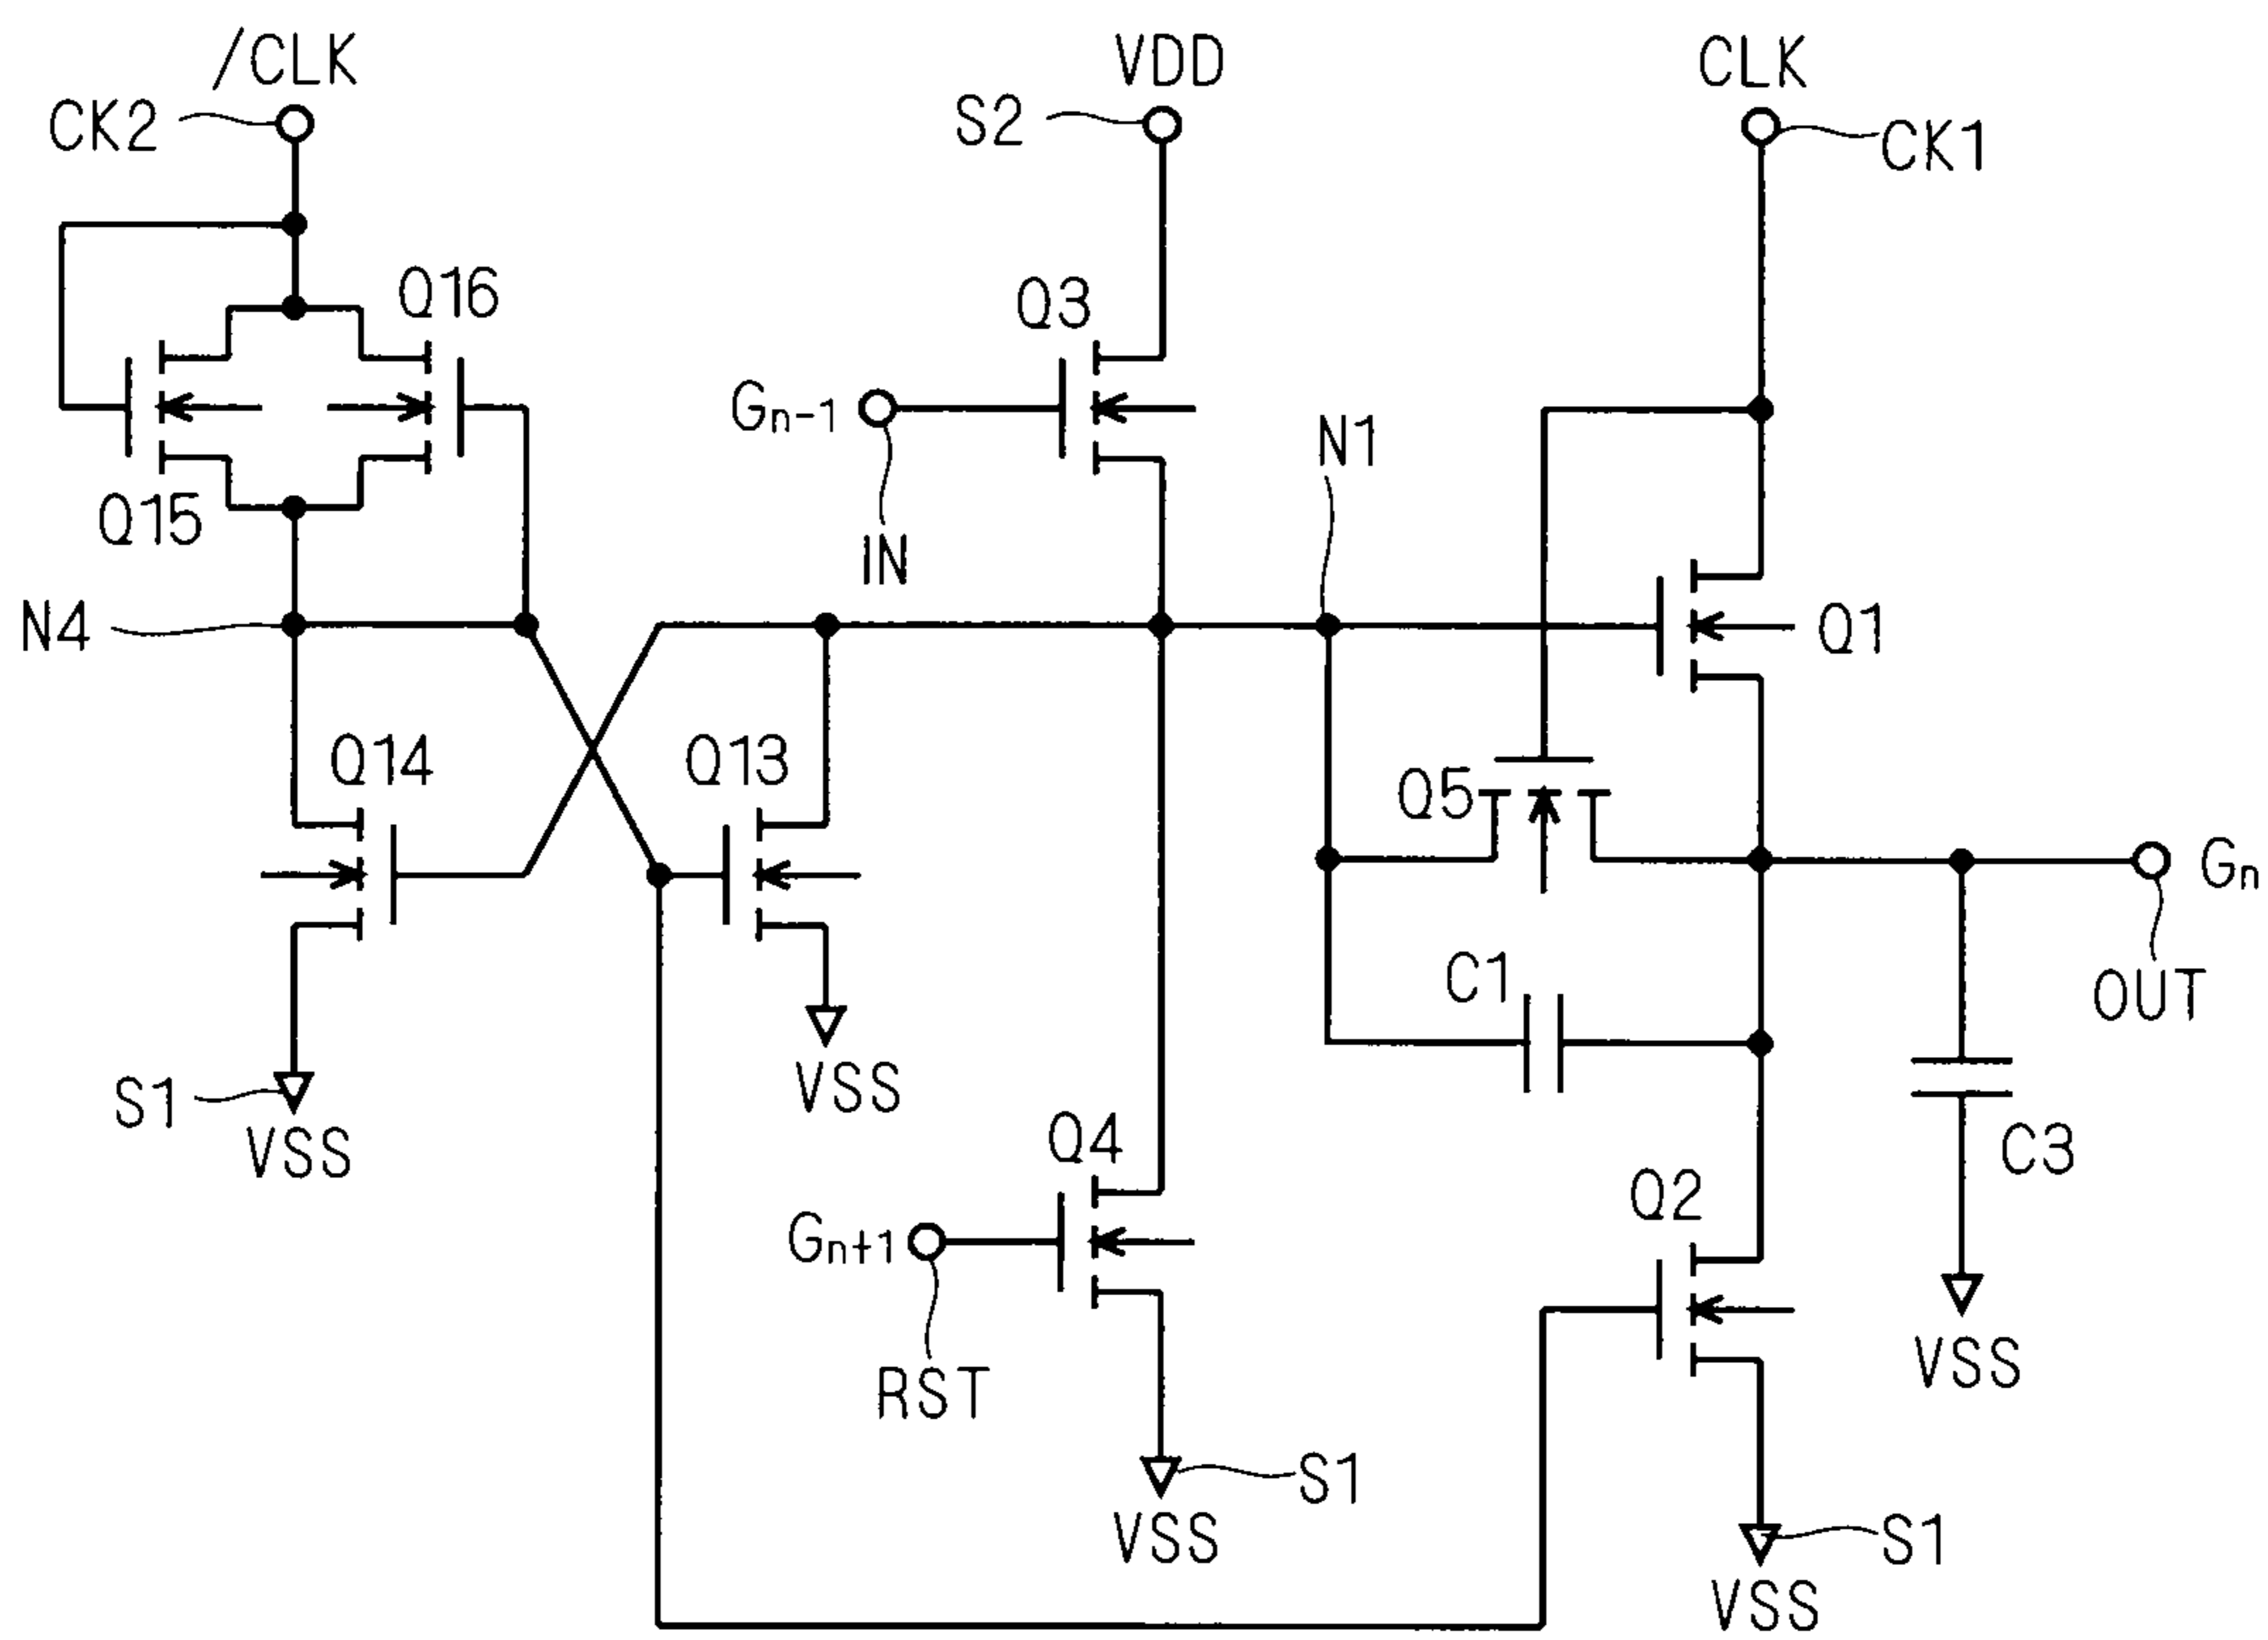 /CLK
VDD
CLK
CK2
S2
CK1
Q16
Q3
Gn-1
N1
Q15
IN
N4
Q1
Q14
Q13
Q5
Gn
C1
OUT
VSS
S1
VSS
Q4
C3
Q2
Gn+1
VSS
RST
S1
VSS
S1
VSS